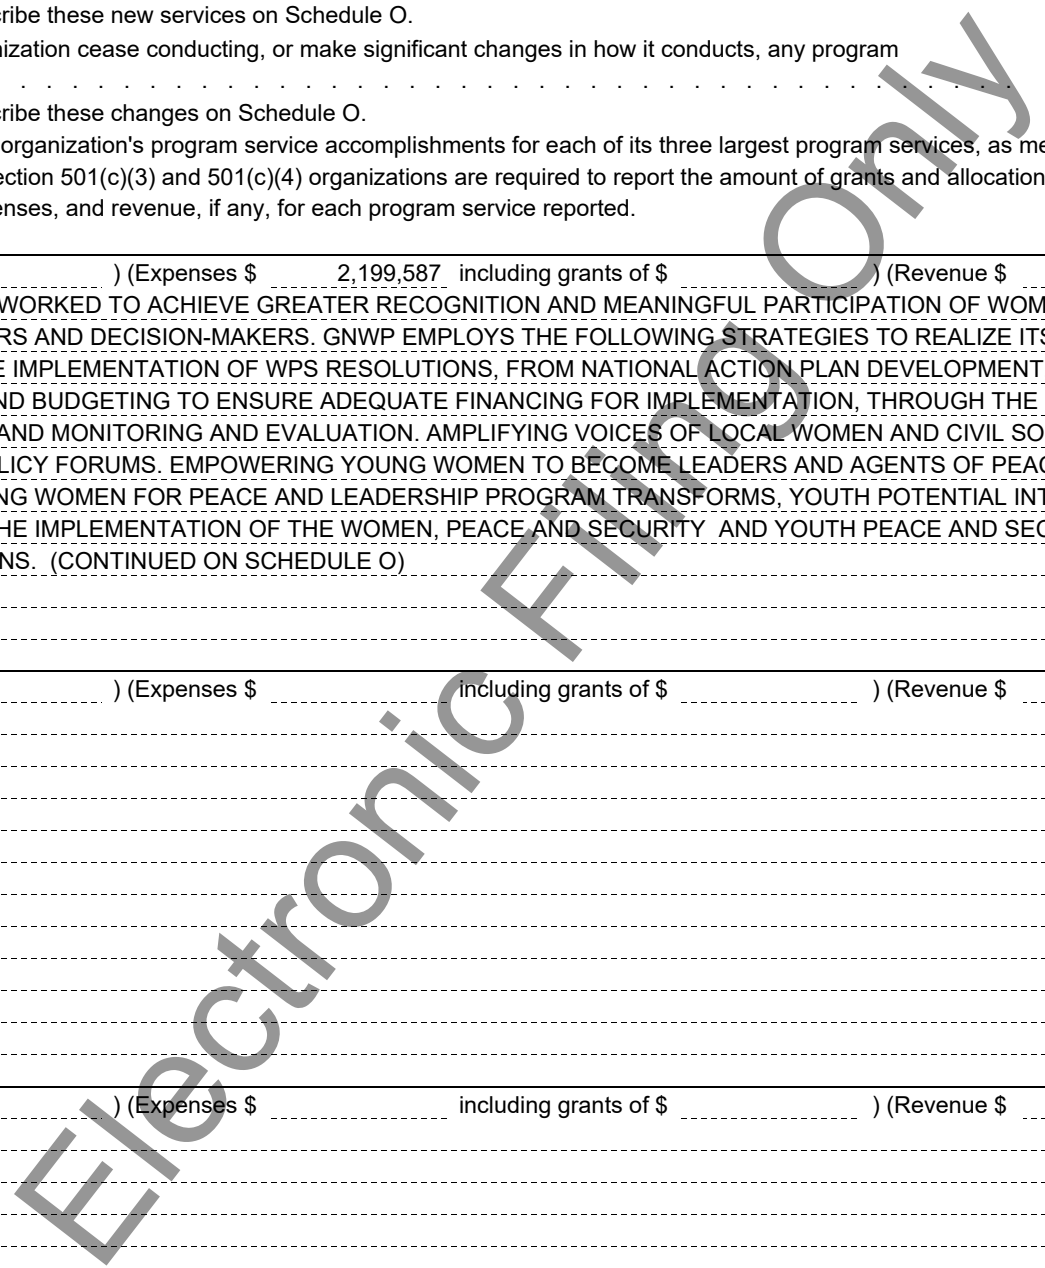 ribe these new services on Schedule O.
nization cease conducting, or make significant changes in how it conducts, any program
. . . . . . . . . . . . . . . . . . . . . . . . . . . . . . . . . . . . . . .
ribe these changes on Schedule O.
organization's program service accomplishments for each of its three largest program services, as me
ection 501(c)(3) and 501(c)(4) organizations are required to report the amount of grants and allocation
enses, and revenue, if any, for each program service reported.
) (Expenses $ 2,199,587 including grants of $ ) (Revenue $
WORKED TO ACHIEVE GREATER RECOGNITION AND MEANINGFUL PARTICIPATION OF WOM
RS AND DECISION-MAKERS. GNWP EMPLOYS THE FOLLOWING STRATEGIES TO REALIZE ITS
E IMPLEMENTATION OF WPS RESOLUTIONS, FROM NATIONAL ACTION PLAN DEVELOPMENT
ND BUDGETING TO ENSURE ADEQUATE FINANCING FOR IMPLEMENTATION, THROUGH THE
AND MONITORING AND EVALUATION. AMPLIFYING VOICES OF LOCAL WOMEN AND CIVIL SO
LICY FORUMS. EMPOWERING YOUNG WOMEN TO BECOME LEADERS AND AGENTS OF PEAC
NG WOMEN FOR PEACE AND LEADERSHIP PROGRAM TRANSFORMS, YOUTH POTENTIAL INT
HE IMPLEMENTATION OF THE WOMEN, PEACE AND SECURITY AND YOUTH PEACE AND SEC
NS. (CONTINUED ON SCHEDULE O)
) (Expenses $ including grants of $ ) (Revenue $
) (Expenses $ including grants of $ ) (Revenue $
Electronic Filing Only